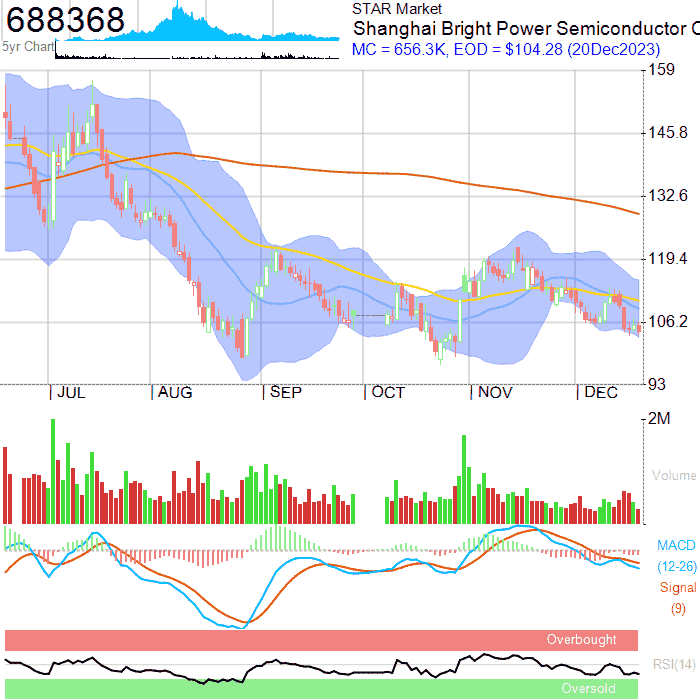 688368
5yr Chart
STAR Market
Shanghai Bright Power Semiconductor C
MC = 656.3K, EOD = $104.28 (20Dec2023)
159
145.8
132.6
119.4
106.2
93
JUL AUG SEP OCT NOV DEC
2M
Volume
MACD
(12-26)
Signal
(9)
Overbought
RSI(14)
Oversold